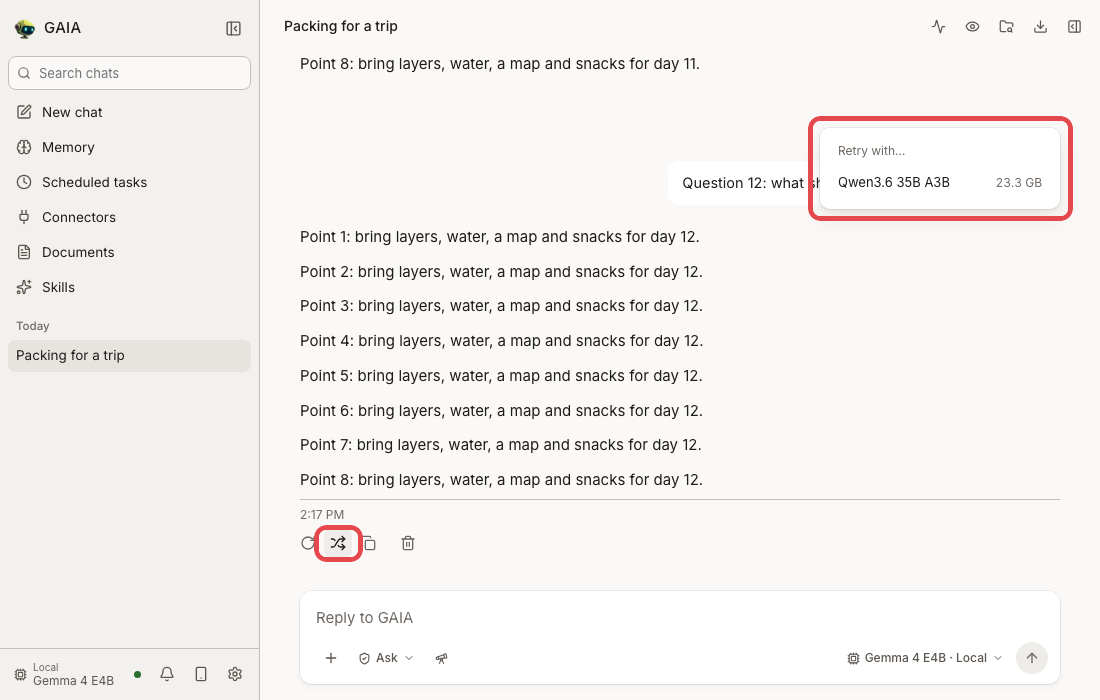 GAIA
Search chats
New chat
Memory
Scheduled tasks
Connectors
Documents
Skills
Today
Packing for a trip
Local
Gemma 4 E4B
Packing for a trip
Point 8: bring layers, water, a map and snacks for day 11.
Retry with...
Qwen3.6 35B A3B 23.3 GB
Question 12: what
Point 1: bring layers, water, a map and snacks for day 12.
Point 2: bring layers, water, a map and snacks for day 12.
Point 3: bring layers, water, a map and snacks for day 12.
Point 4: bring layers, water, a map and snacks for day 12.
Point 5: bring layers, water, a map and snacks for day 12.
Point 6: bring layers, water, a map and snacks for day 12.
Point 7: bring layers, water, a map and snacks for day 12.
Point 8: bring layers, water, a map and snacks for day 12.
2:17 PM
Reply to GAIA
Ask
Gemma 4 E4B · Local